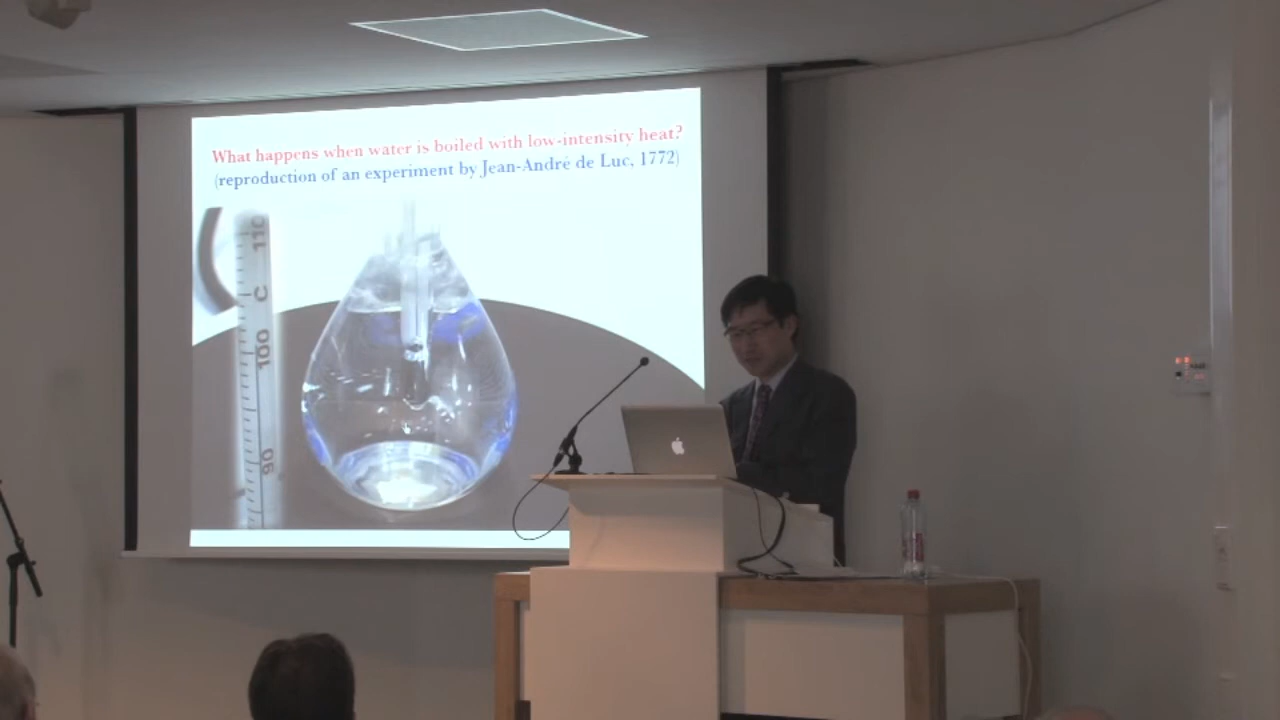 What happens when water is boiled with low-intensity heat?
(reproduction of an experiment by Jean-André de Luc, 1772)
110
C
100
90